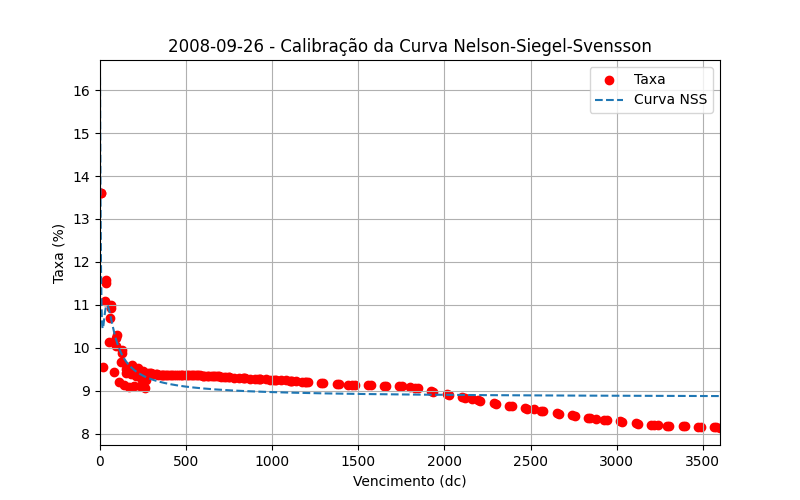 2008-09-26 - Calibração da Curva Nelson-Siegel-Svensson
Taxa
Curva NSS
Taxa (%)
16
15
14
13
12
11
10
9
8
0 500 1000 1500 2000 2500 3000 3500
Vencimento (dc)